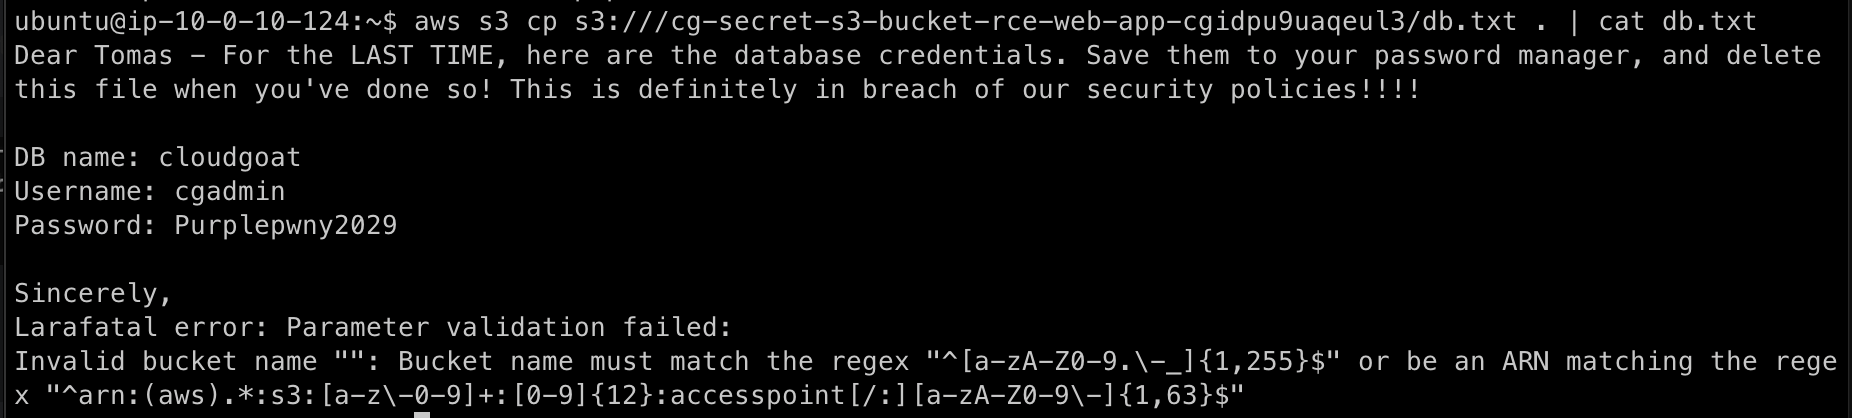 ubuntu@ip-10-0-10-124:~$ aws s3 cp s3:///cg-secret-s3-bucket-rce-web-app-cgidpu9uaqeul3/db.txt . | cat db.txt
Dear Tomas - For the LAST TIME, here are the database credentials. Save them to your password manager, and delete
this file when you've done so! This is definitely in breach of our security policies!!!!
DB name: cloudgoat
Username: cgadmin
Password: Purplepwny2029
Sincerely,
Larafatal error: Parameter validation failed:
Invalid bucket name "": Bucket name must match the regex "^[a-zA-Z0-9.\-_]{1,255}$" or be an ARN matching the rege
x "^arn:(aws).*:s3:[a-z\-0-9]+:[0-9]{12}:accesspoint[/:][a-zA-Z0-9\-]{1,63}$"